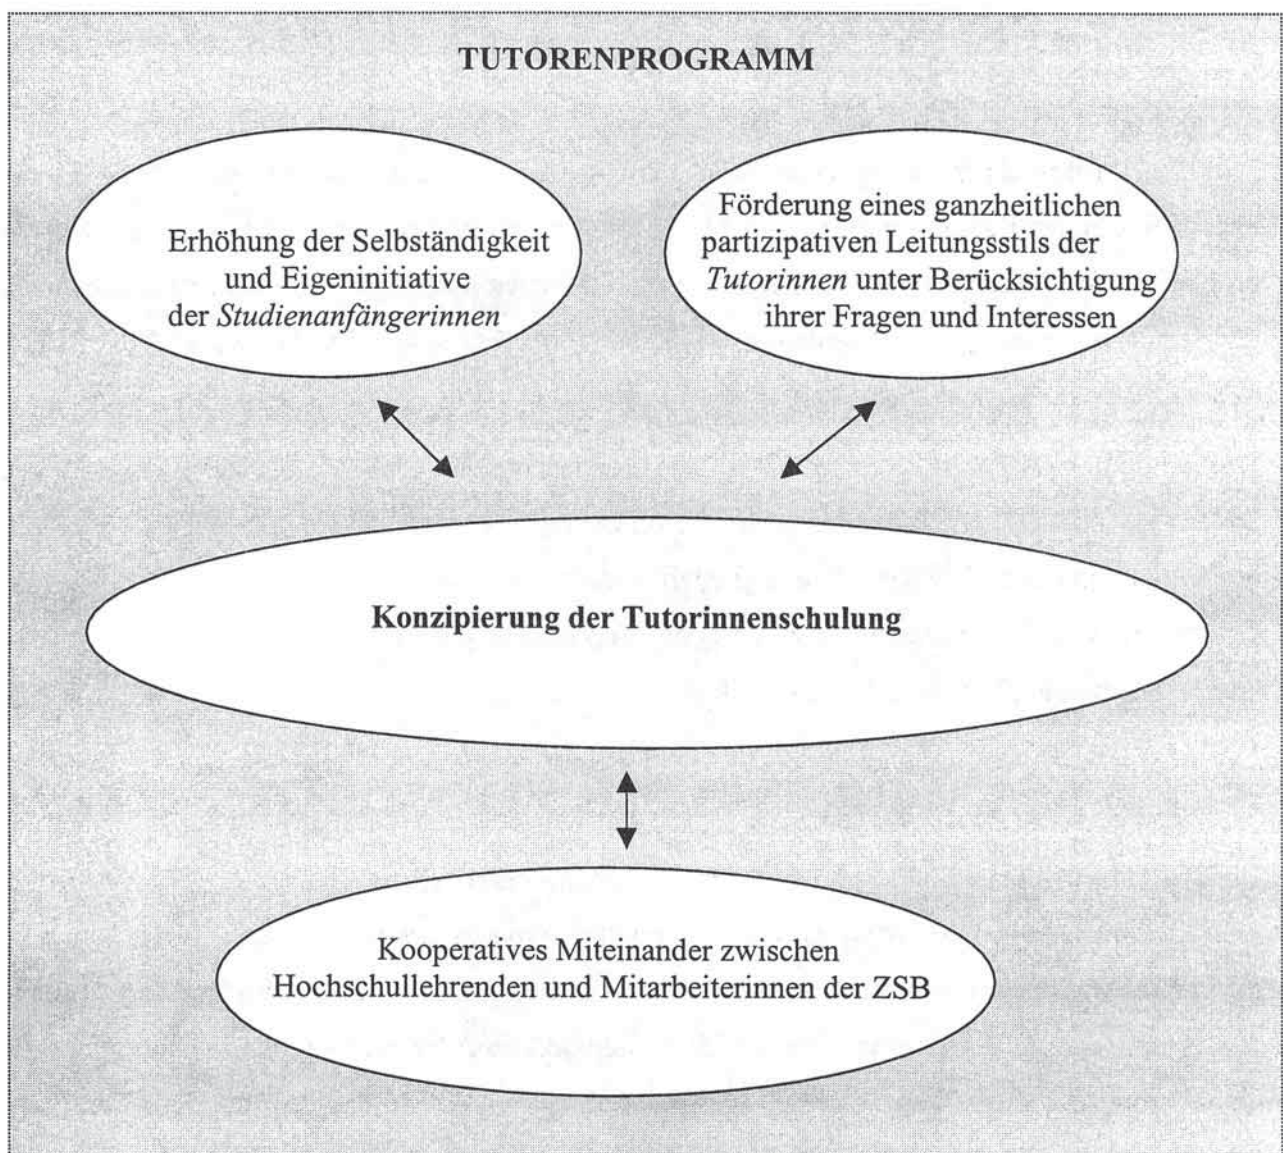 TUTORENPROGRAMM
Erhöhung der Selbständigkeit
und Eigeninitiative
der Studienanfängerinnen
Förderung eines ganzheitlichen
partizipativen Leitungsstils der
Tutorinnen unter Berücksichtigung
ihrer Fragen und Interessen
Konzipierung der Tutorinnenschulung
Kooperatives Miteinander zwischen
Hochschullehrenden und Mitarbeiterinnen der ZSB